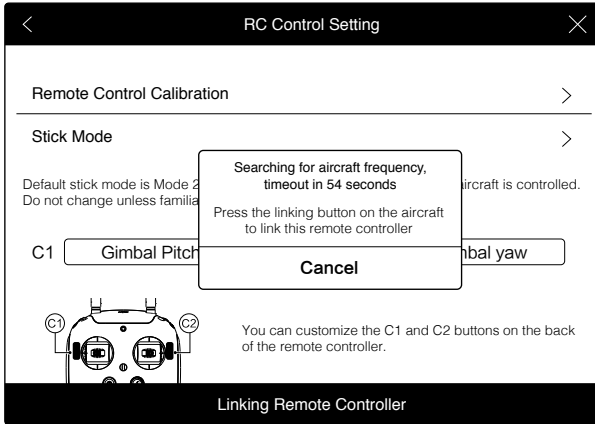 RC Control Setting
Remote Control Calibration
Stick Mode
Searching for aircraft frequency,
timeout in 54 seconds
Default stick mode is Mode 2
aircraft is controlled.
Press the linking button on the aircraft
Do not change unless
to link this remote controller
C1 Gimbal Pitch
yaw
Cancel
C1
C2
You can customize the C1 and C2 buttons on the back
of the remote controller.
Linking Remote Controller